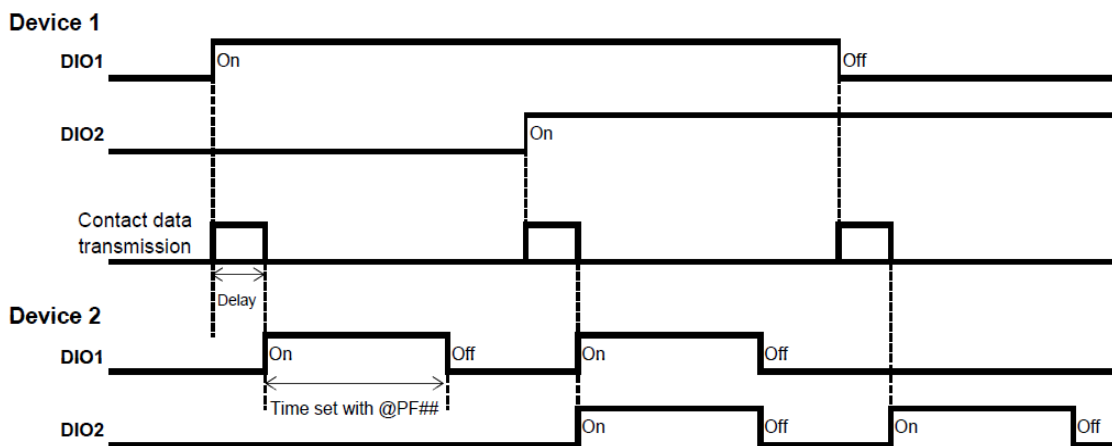 Device 1
DIO1
On
Off
DIO2
On
Contact data
transmission
Delay
Device 2
DIO1
On
Off
On
Off
Time set with @PF##
DIO2
On
Off
On
Off